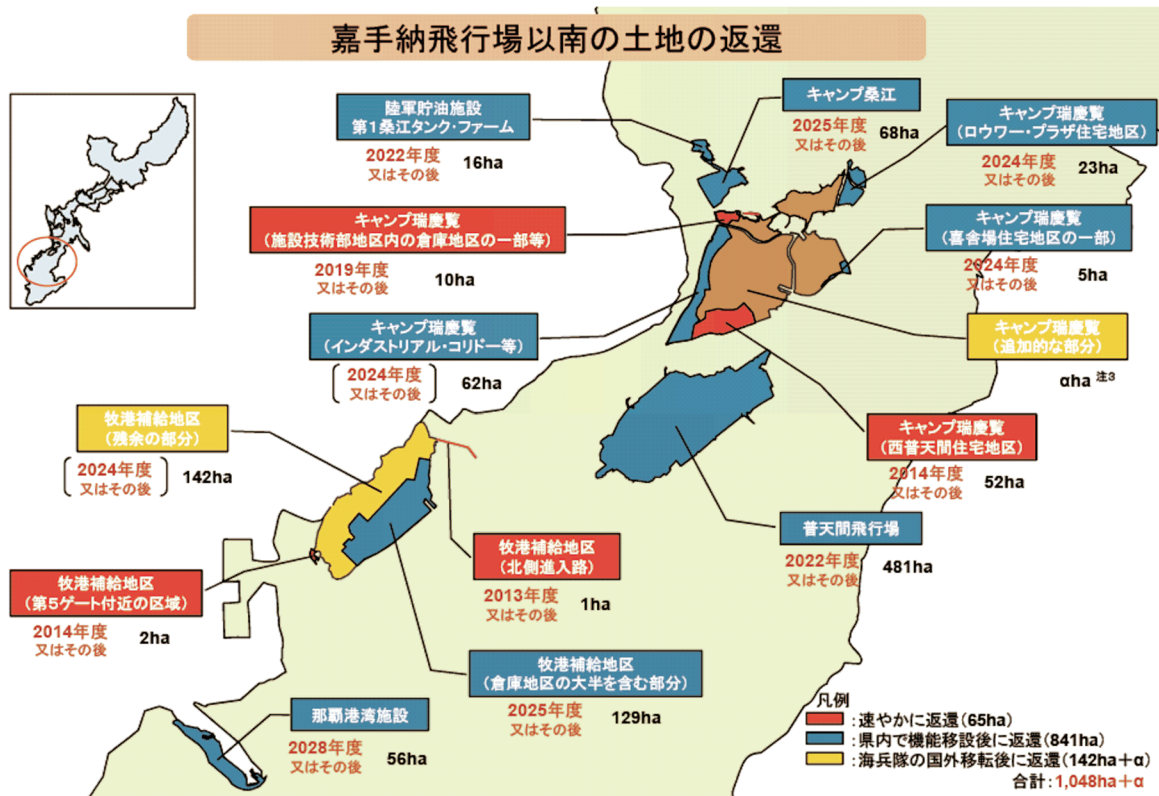 嘉手納飛行場以南の土地の返還
陸軍貯油施設
第1桑江タンク・ファーム
2022年度
又はその後
16ha
キャンプ桑江
2025年度
又はその後
68ha
キャンプ瑞慶覧
(ロウワー・プラザ住宅地区)
2024年度
又はその後
23ha
キャンプ瑞慶覧
(施設技術部地区内の倉庫地区の一部等)
2019年度
又はその後
10ha
キャンプ瑞慶覧
(喜舎場住宅地区の一部)
2024年度
又はその後
5ha
キャンプ瑞慶覧
(インダストリアル・コリドー等)
2024年度
又はその後
62ha
キャンプ瑞慶覧
(追加的な部分)
αha 注3
牧港補給地区
(残余の部分)
2024年度
又はその後
142ha
キャンプ瑞慶覧
(西普天間住宅地区)
2014年度
又はその後
52ha
普天間飛行場
2022年度
又はその後
481ha
牧港補給地区
(北側進入路)
2013年度
又はその後
1ha
牧港補給地区
(第5ゲート付近の区域)
2014年度
又はその後
2ha
牧港補給地区
(倉庫地区の大半を含む部分)
2025年度
又はその後
129ha
那覇港湾施設
2028年度
又はその後
56ha
凡例
:速やかに返還(65ha)
:県内で機能移設後に返還(841ha)
:海兵隊の国外移転後に返還(142ha+α)
合計:1,048ha+α